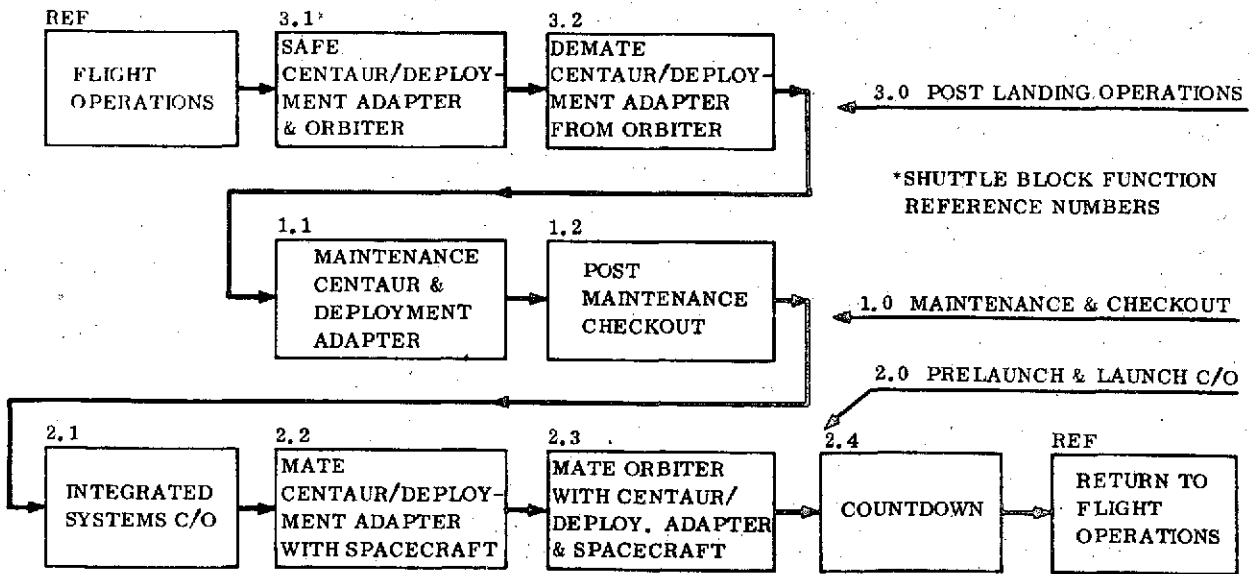 REF
FLIGHT
OPERATIONS
3.1*
SAFE
CENTAUR/DEPLOY-
MENT ADAPTER
& ORBITER
3.2
DEMATE
CENTAUR/DEPLOY-
MENT ADAPTER
FROM ORBITER
3.0 POST LANDING OPERATIONS
*SHUTTLE BLOCK FUNCTION
REFERENCE NUMBERS
1.1
MAINTENANCE
CENTAUR &
DEPLOYMENT
ADAPTER
1.2
POST
MAINTENANCE
CHECKOUT
1.0 MAINTENANCE & CHECKOUT
2.0 PRELAUNCH & LAUNCH C/O
2.1
INTEGRATED
SYSTEMS C/O
2.2
MATE
CENTAUR/DEPLOY-
MENT ADAPTER
WITH SPACECRAFT
2.3
MATE ORBITER
WITH CENTAUR/
DEPLOY. ADAPTER
& SPACECRAFT
2.4
COUNTDOWN
REF
RETURN TO
FLIGHT
OPERATIONS